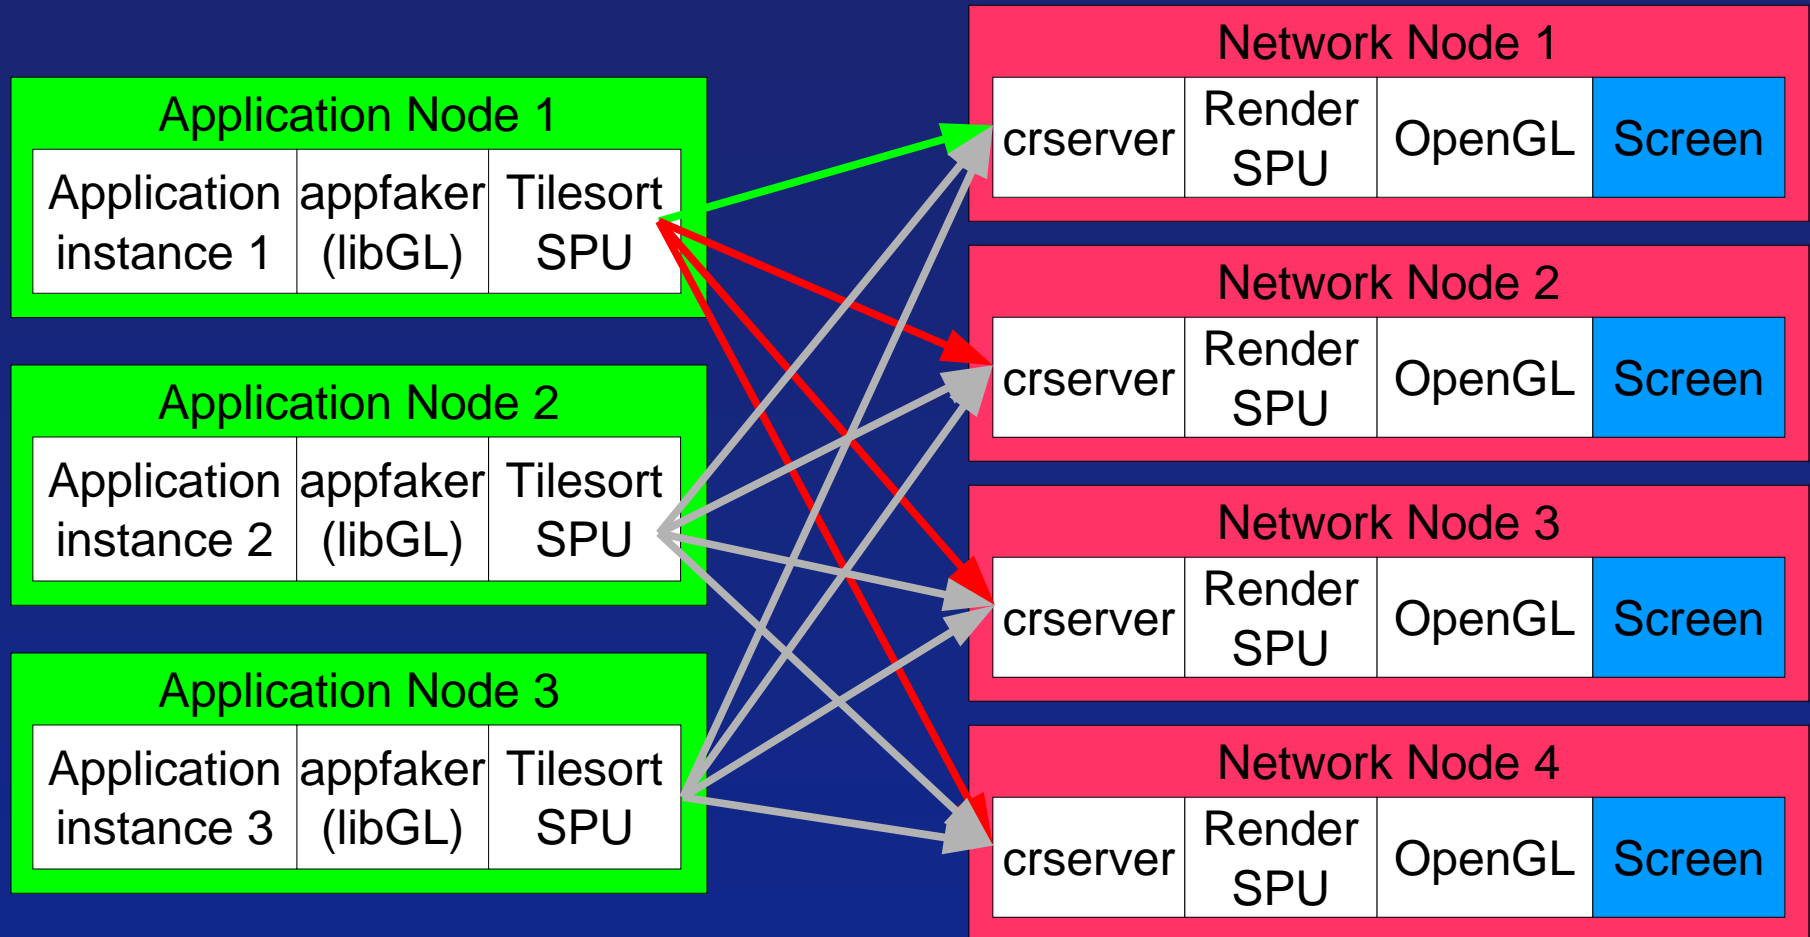 Application Node 1
Application
instance 1
appfaker
(libGL)
Tilesort
SPU
Application Node 2
Application
instance 2
appfaker
(libGL)
Tilesort
SPU
Application Node 3
Application
instance 3
appfaker
(libGL)
Tilesort
SPU
Network Node 1
crserver
Render
SPU
OpenGL
Screen
Network Node 2
crserver
Render
SPU
OpenGL
Screen
Network Node 3
crserver
Render
SPU
OpenGL
Screen
Network Node 4
crserver
Render
SPU
OpenGL
Screen